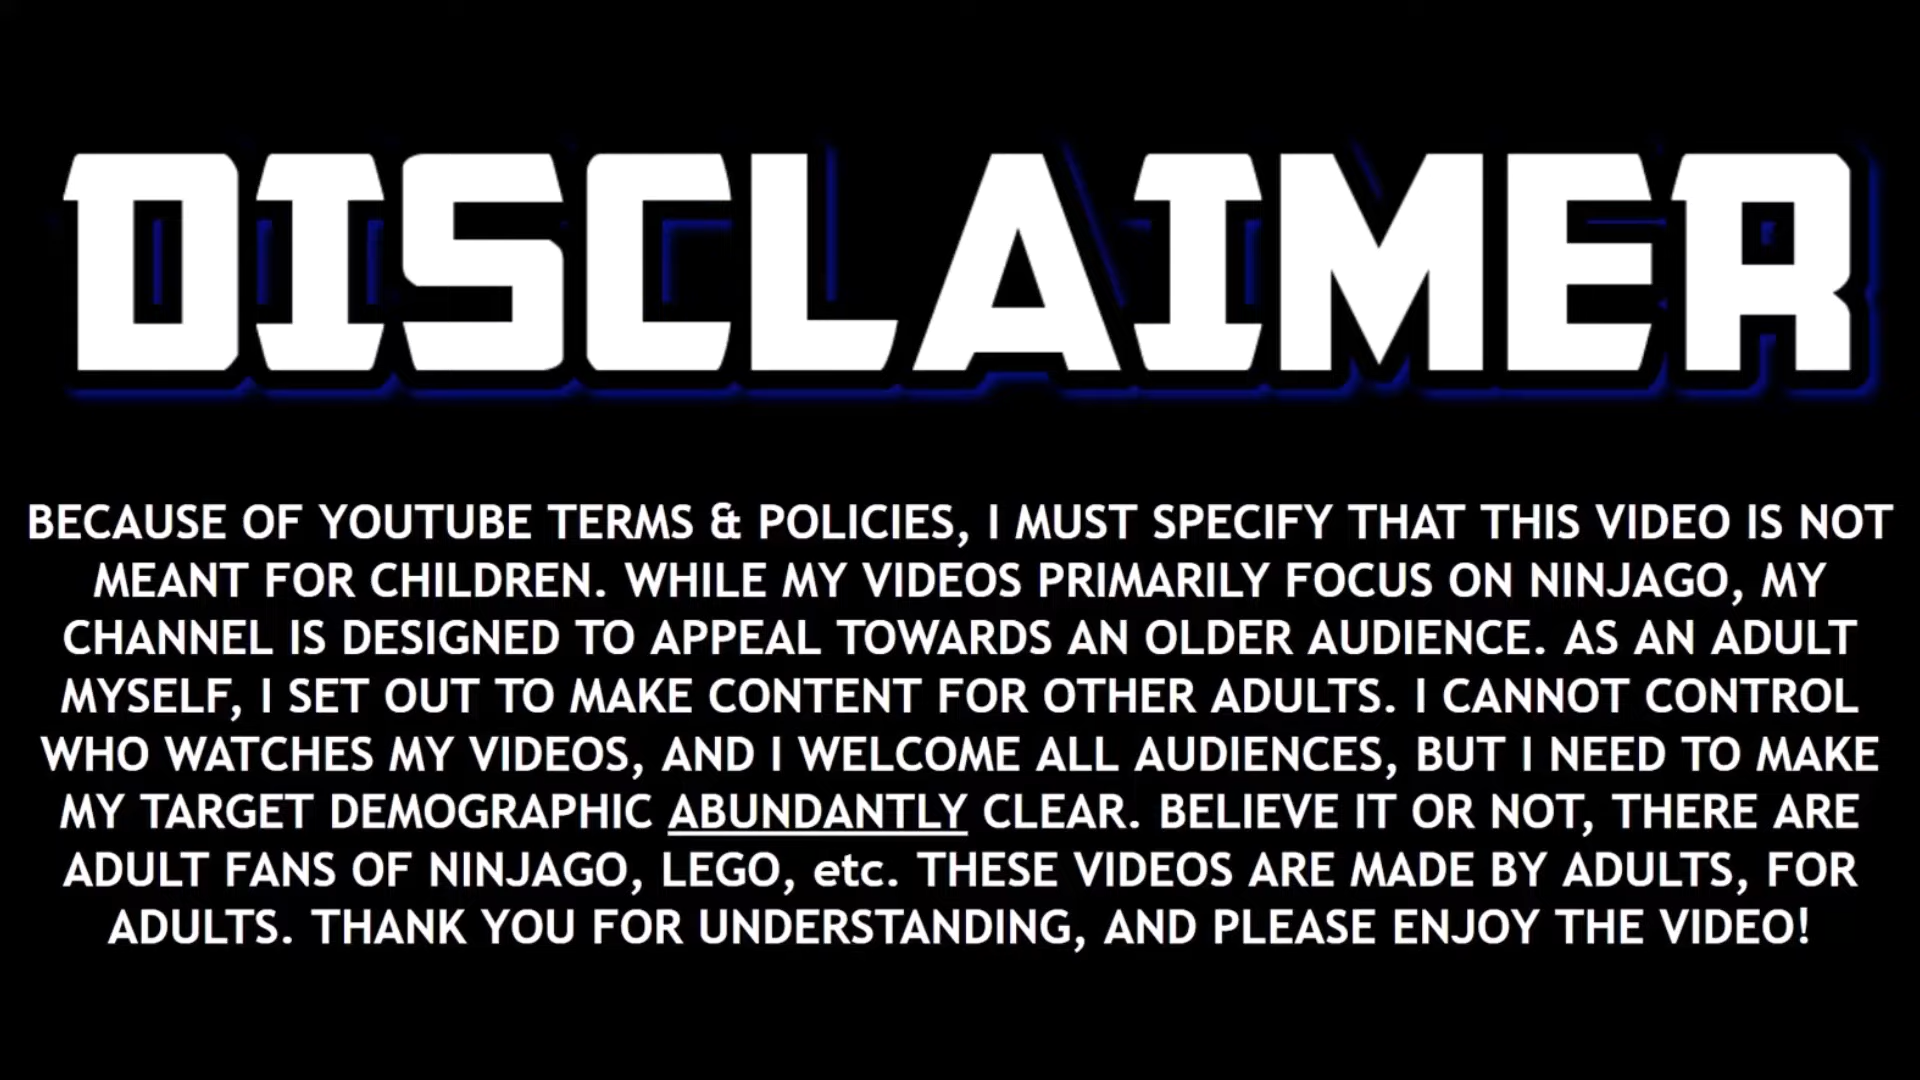 DISCLAIMER
BECAUSE OF YOUTUBE TERMS & POLICIES, I MUST SPECIFY THAT THIS VIDEO IS NOT
MEANT FOR CHILDREN. WHILE MY VIDEOS PRIMARILY FOCUS ON NINJAGO, MY
CHANNEL IS DESIGNED TO APPEAL TOWARDS AN OLDER AUDIENCE. AS AN ADULT
MYSELF, I SET OUT TO MAKE CONTENT FOR OTHER ADULTS. I CANNOT CONTROL
WHO WATCHES MY VIDEOS, AND I WELCOME ALL AUDIENCES, BUT I NEED TO MAKE
MY TARGET DEMOGRAPHIC ABUNDANTLY CLEAR. BELIEVE IT OR NOT, THERE ARE
ADULT FANS OF NINJAGO, LEGO, etc. THESE VIDEOS ARE MADE BY ADULTS, FOR
ADULTS. THANK YOU FOR UNDERSTANDING, AND PLEASE ENJOY THE VIDEO!